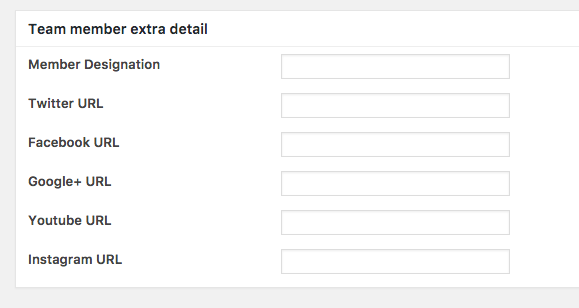 Team member extra detail
Member Designation
Twitter URL
Facebook URL
Google+ URL
Youtube URL
Instagram URL